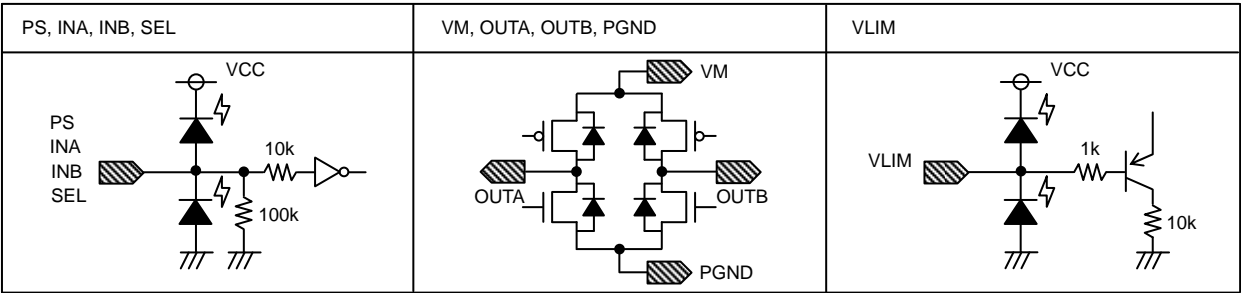 PS, INA, INB, SEL
VM, OUTA, OUTB, PGND
VLIM
VCC
PS
INA
INB
SEL
10k
100k
VM
OUTA
OUTB
PGND
VCC
VLIM
1k
10k